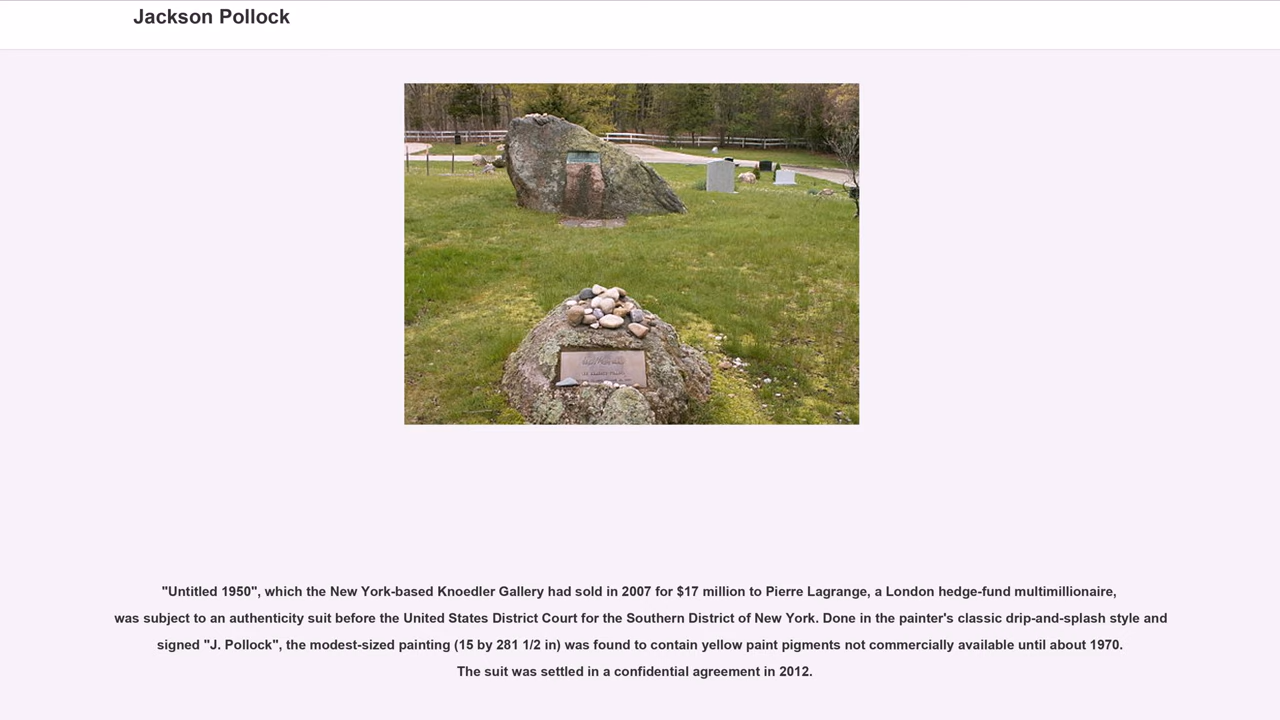 Jackson Pollock
"Untitled 1950", which the New York-based Knoedler Gallery had sold in 2007 for $17 million to Pierre Lagrange, a London hedge-fund multimillionaire,
was subject to an authenticity suit before the United States District Court for the Southern District of New York. Done in the painter's classic drip-and-splash style and
signed "J. Pollock", the modest-sized painting (15 by 281 1/2 in) was found to contain yellow paint pigments not commercially available until about 1970.
The suit was settled in a confidential agreement in 2012.